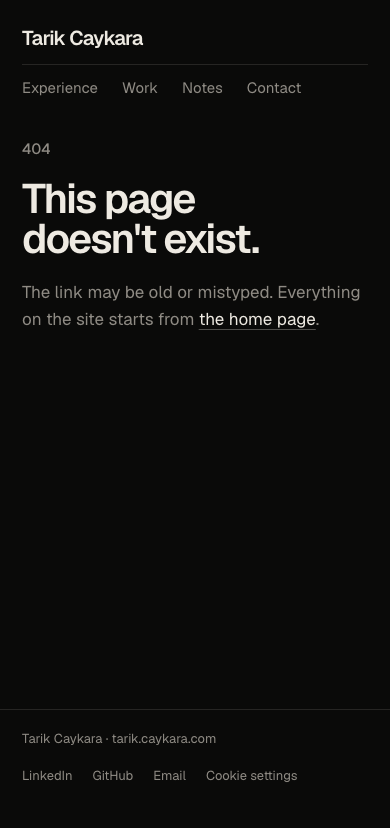 Tarik Caykara
Experience Work Notes Contact
404
This page
doesn't exist.
The link may be old or mistyped. Everything
on the site starts from the home page.
Tarik Caykara · tarik.caykara.com
LinkedIn GitHub Email Cookie settings